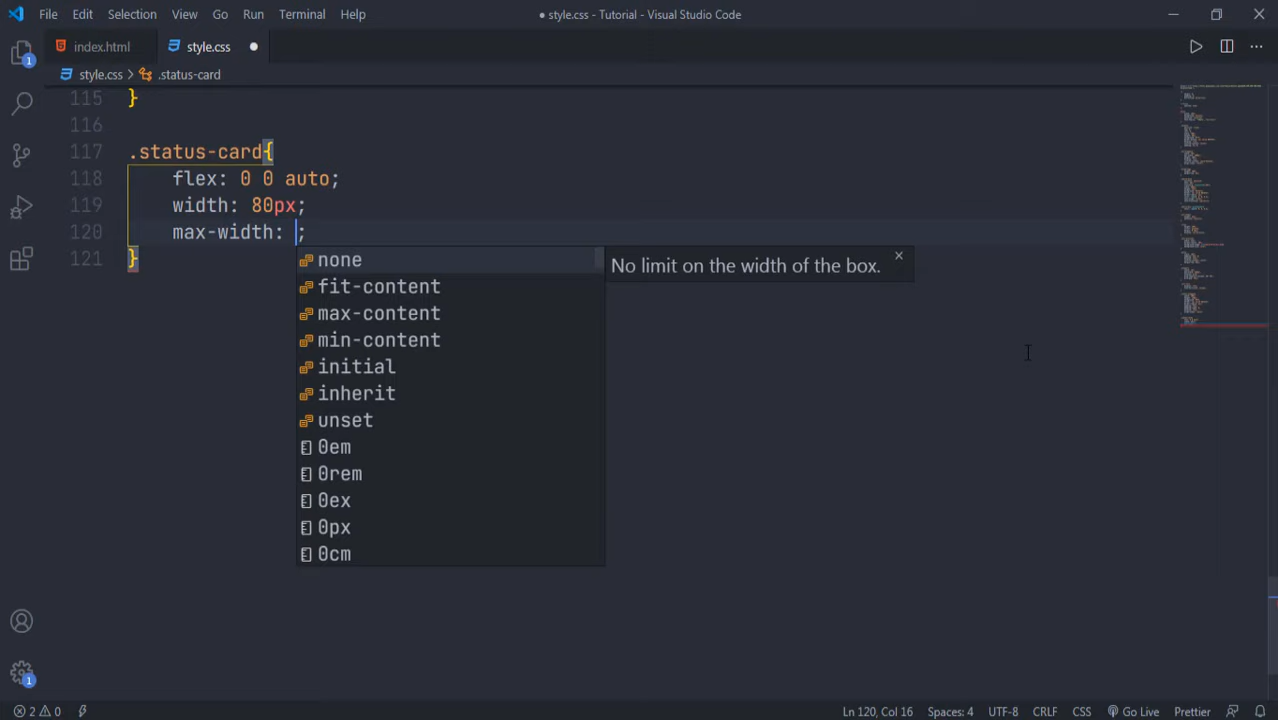 File Edit Selection View Go Run Terminal Help
● style.css - Tutorial - Visual Studio Code
index.html style.css ●
style.css > .status-card
115 }
116
117 .status-card{
118 flex: 0 0 auto;
119 width: 80px;
120 max-width: ;
121 }
none
No limit on the width of the box.
fit-content
max-content
min-content
initial
inherit
unset
0em
0rem
0ex
0px
0cm
1
1
2 0
Ln 120, Col 16 Spaces: 4 UTF-8 CRLF CSS Go Live Prettier